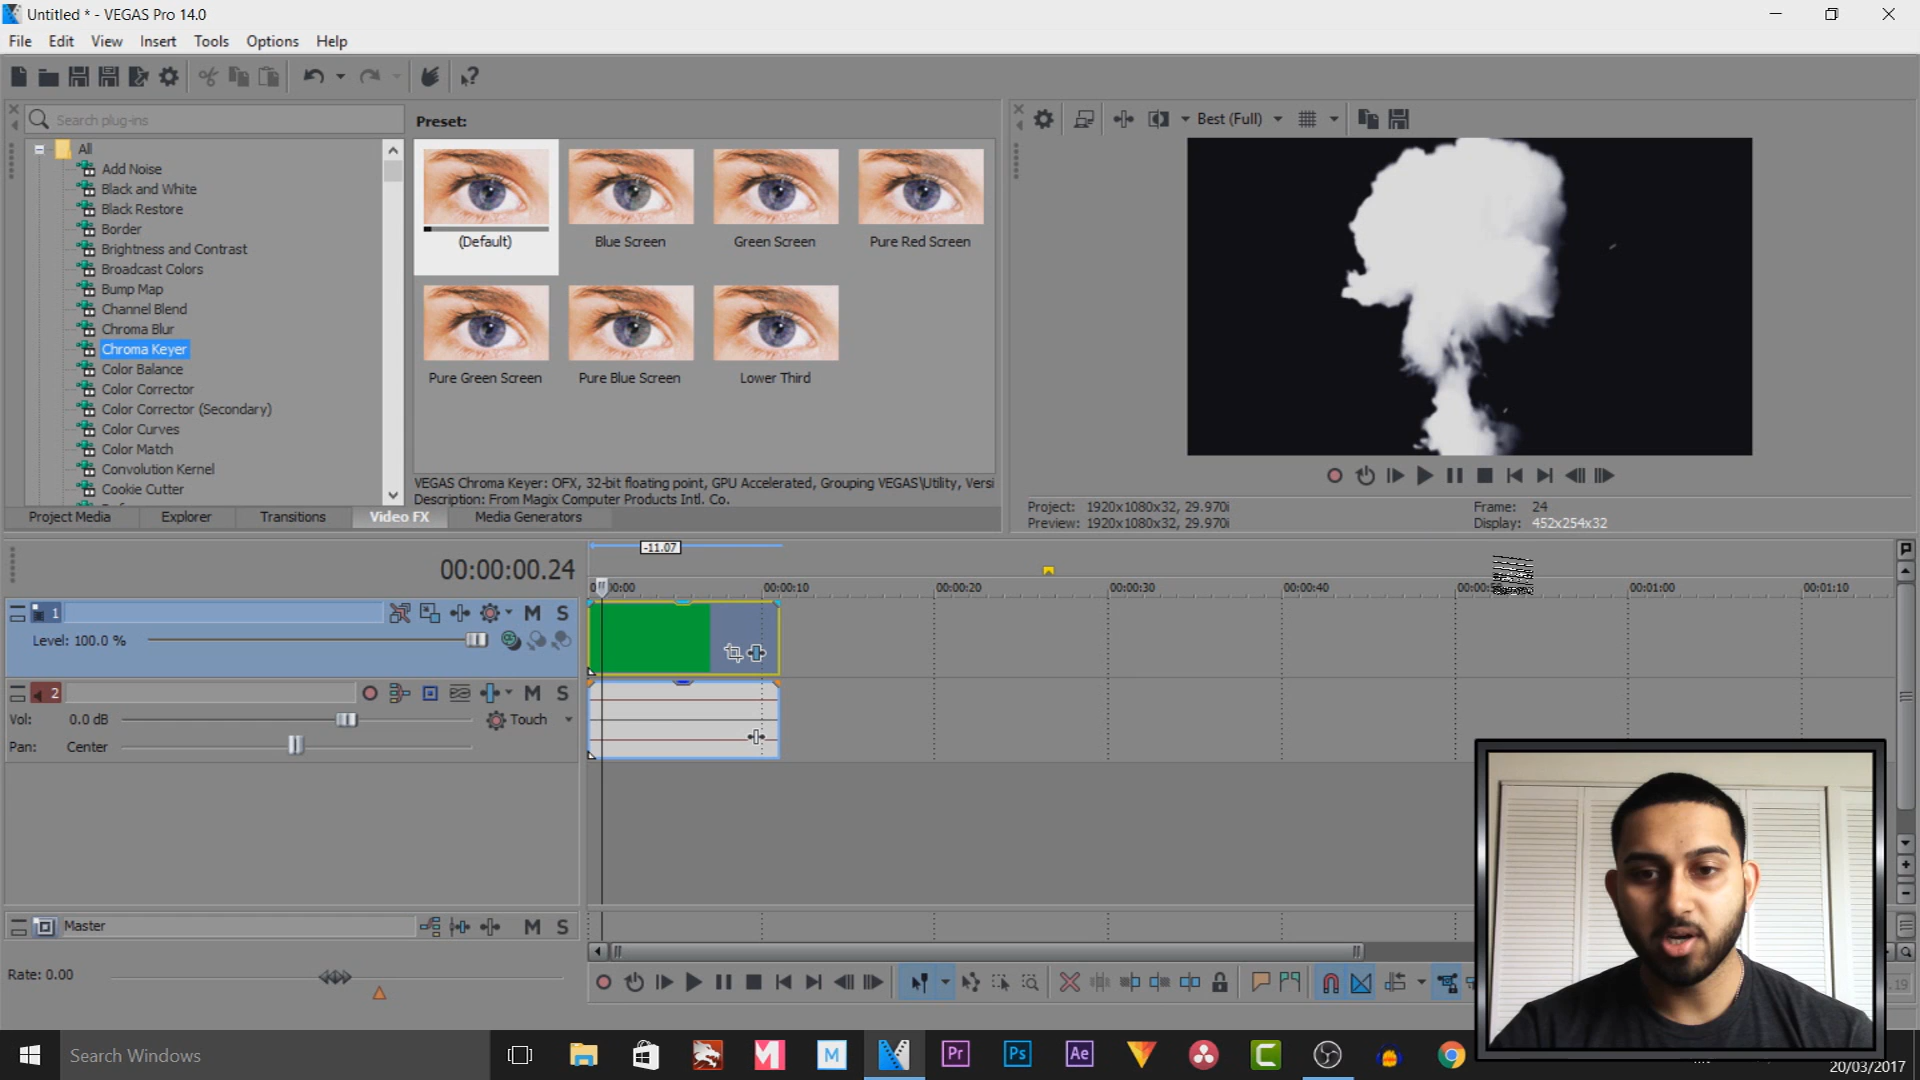 Untitled * - VEGAS Pro 14.0
File Edit View Insert Tools Options Help
Search plug-ins
Preset:
Best (Full)
All
Add Noise
Black and White
Black Restore
Border
Brightness and Contrast
Broadcast Colors
Bump Map
Channel Blend
Chroma Blur
Chroma Keyer
Color Balance
Color Corrector
Color Corrector (Secondary)
Color Curves
Color Match
Convolution Kernel
Cookie Cutter
(Default) Blue Screen Green Screen Pure Red Screen
Pure Green Screen Pure Blue Screen Lower Third
VEGAS Chroma Keyer: OFX, 32-bit floating point, GPU Accelerated, Grouping VEGAS\Utility, Versi
Description: From Magix Computer Products Intl. Co.
Project Media Explorer Transitions Video FX Media Generators
Project: 1920x1080x32, 29.970i Frame: 24
Preview: 1920x1080x32, 29.970i Display: 452x254x32
00:00:00.24
-11.07
00:00:10 00:00:20 00:00:30 00:00:40 00:01:00 00:01:10
1 M S
Level: 100.0 %
2 M S
Vol: 0.0 dB Touch
Pan: Center
Master M S
Rate: 0.00
Search Windows
Pr Ps Ae
20/03/2017